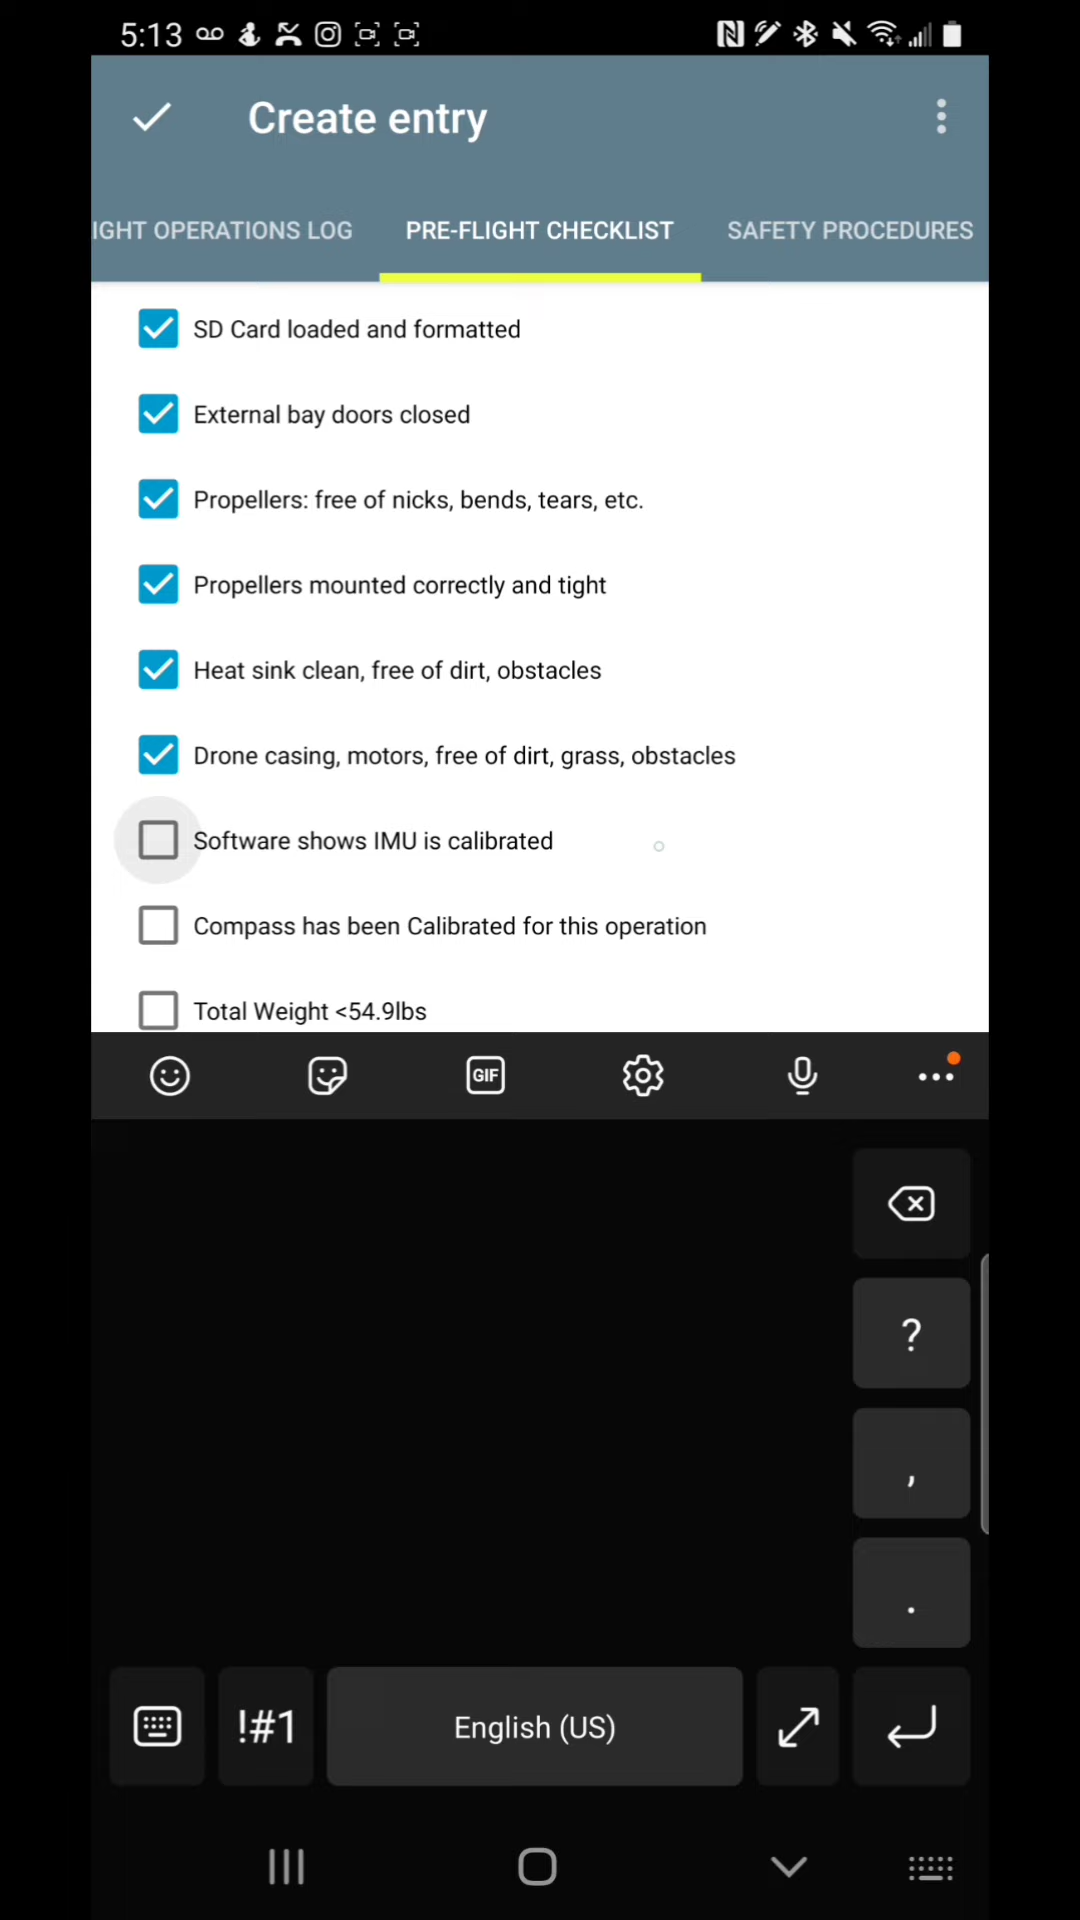 5:13
Create entry
IGHT OPERATIONS LOG PRE-FLIGHT CHECKLIST SAFETY PROCEDURES
SD Card loaded and formatted
External bay doors closed
Propellers: free of nicks, bends, tears, etc.
Propellers mounted correctly and tight
Heat sink clean, free of dirt, obstacles
Drone casing, motors, free of dirt, grass, obstacles
Software shows IMU is calibrated
Compass has been Calibrated for this operation
Total Weight <54.9lbs
GIF
?
,
.
!#1 English (US)